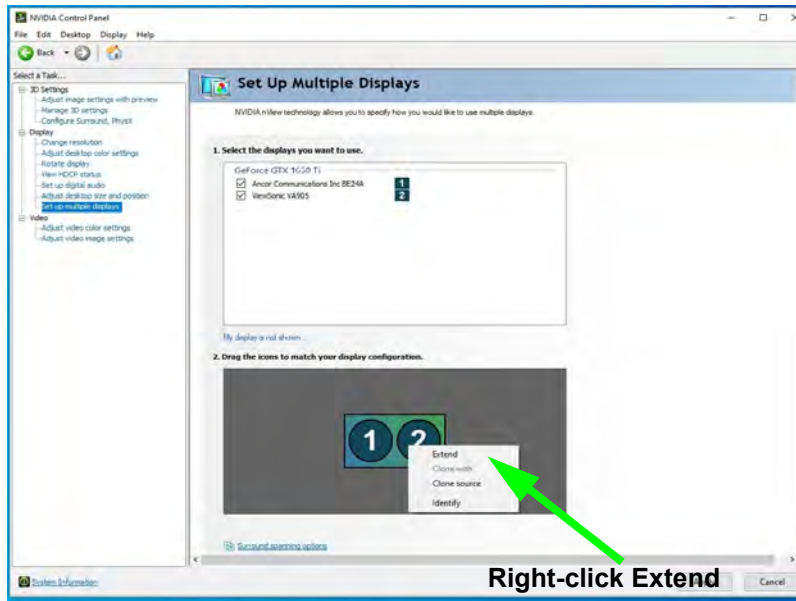 NVIDIA Control Panel
File Edit Desktop Display Help
Back
Select a Task...
3D Settings
Adjust image settings with preview
Manage 3D settings
Configure Surround, PhysX
Display
Change resolution
Adjust desktop color settings
Rotate display
View HDCP status
Set up digital audio
Adjust desktop size and position
Set up multiple displays
Video
Adjust video color settings
Adjust video image settings
Set Up Multiple Displays
NVIDIA nView technology allows you to specify how you would like to use multiple displays.
1. Select the displays you want to use.
GeForce GTX 1650 Ti
Ancor Communications Inc BE24A 1
ViewSonic VA905 2
My display is not shown...
2. Drag the icons to match your display configuration.
1 2
Extend
Clone with
Clone source
Identify
Surround spanning options
Right-click Extend
System Information
Cancel